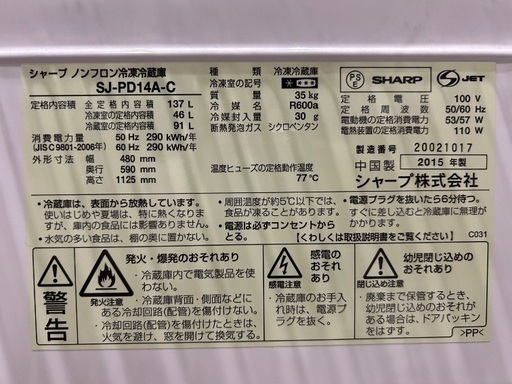 シャープ ノンフロン冷凍冷蔵庫
SJ-PD14A-C
定格内容積 全定格内容積 137 L
冷凍室の定格内容積 46 L
冷蔵室の定格内容積 91 L
消費電力量 50 Hz 290 kWh/年
(JISC9801-2006年) 60 Hz 290 kWh/年
外形寸法 幅 480 mm
奥行 590 mm
高さ 1125 mm
種類 冷凍冷蔵庫
冷凍室の記号
質量 35 kg
冷媒 R600a
冷媒封入量 30 g
断熱発泡ガス シクロペンタン
温度ヒューズの定格動作温度
77℃
PS
E
SHARP
S JET
定格電圧 100 V
定格周波数 50/60 Hz
電動機の定格消費電力 53/57 W
電熱装置の定格消費電力 110 W
製造番号 20021017
中国製 2015 年製
シャープ株式会社
・冷蔵庫は、表面から放熱しています。
使いはじめや夏場は、特に熱くなります
が、庫内の食品には影響ありません。
・水気の多い食品は、棚の奥に置かない。
・周囲温度が約5℃以下では、
食品が凍ることがあります。
・電源は必ずコンセントか
とる。
・電源プラグを抜いたら6分待つ。
すぐに差し込むと冷蔵庫に無理が
かかります。
【くわしくは取扱説明書をご覧ください】
C031
警告
発火・爆発のおそれあり
発火注意
・冷蔵庫内で電気製品を使
わない。
・冷蔵庫背面・側面などに
ある冷却回路(配管)を傷つけない。
・冷却回路(配管)を傷付けたときは、
火気を避け、窓を開けて換気する。
感電の
おそれ
あり
感電注意
・冷蔵庫のお手入
れ時は、電源プ
ラグを抜く。
幼児閉じ込めの
おそれあり
閉じ込め注意
・廃棄まで保管すると
き、幼児閉じ込めのおそれ
がある場合は、ドアパッキン
をはずす。
>PP<